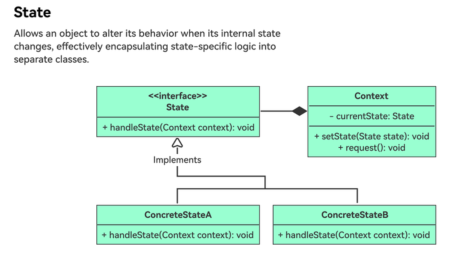 State
Allows an object to alter its behavior when its internal state
changes, effectively encapsulating state-specific logic into
separate classes.
<<interface>>
State
+ handleState(Context context): void
Context
- currentState: State
+ setState(State state): void
+ request(): void
Implements
ConcreteStateA
+ handleState(Context context): void
ConcreteStateB
+ handleState(Context context): void